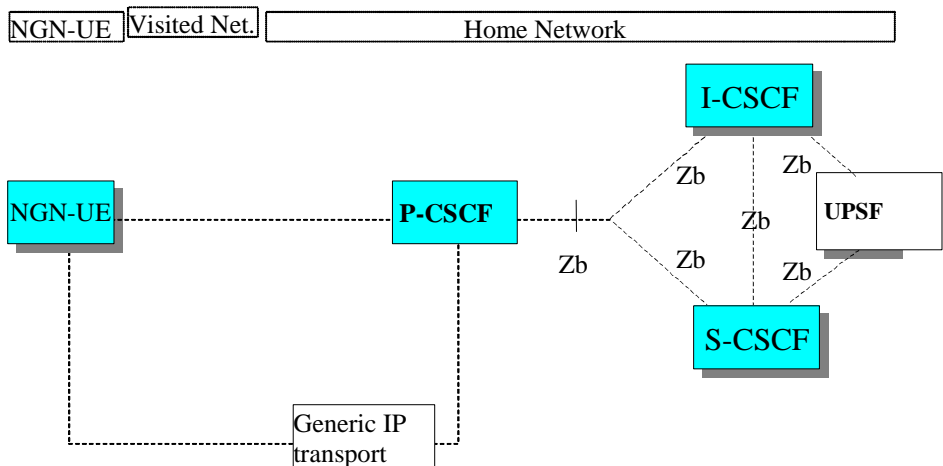 NGN-UE
Visited Net.
Home Network
I-CSCF
Zb
Zb
NGN-UE
P-CSCF
UPSF
Zb
Zb
Zb
Zb
S-CSCF
Generic IP
transport